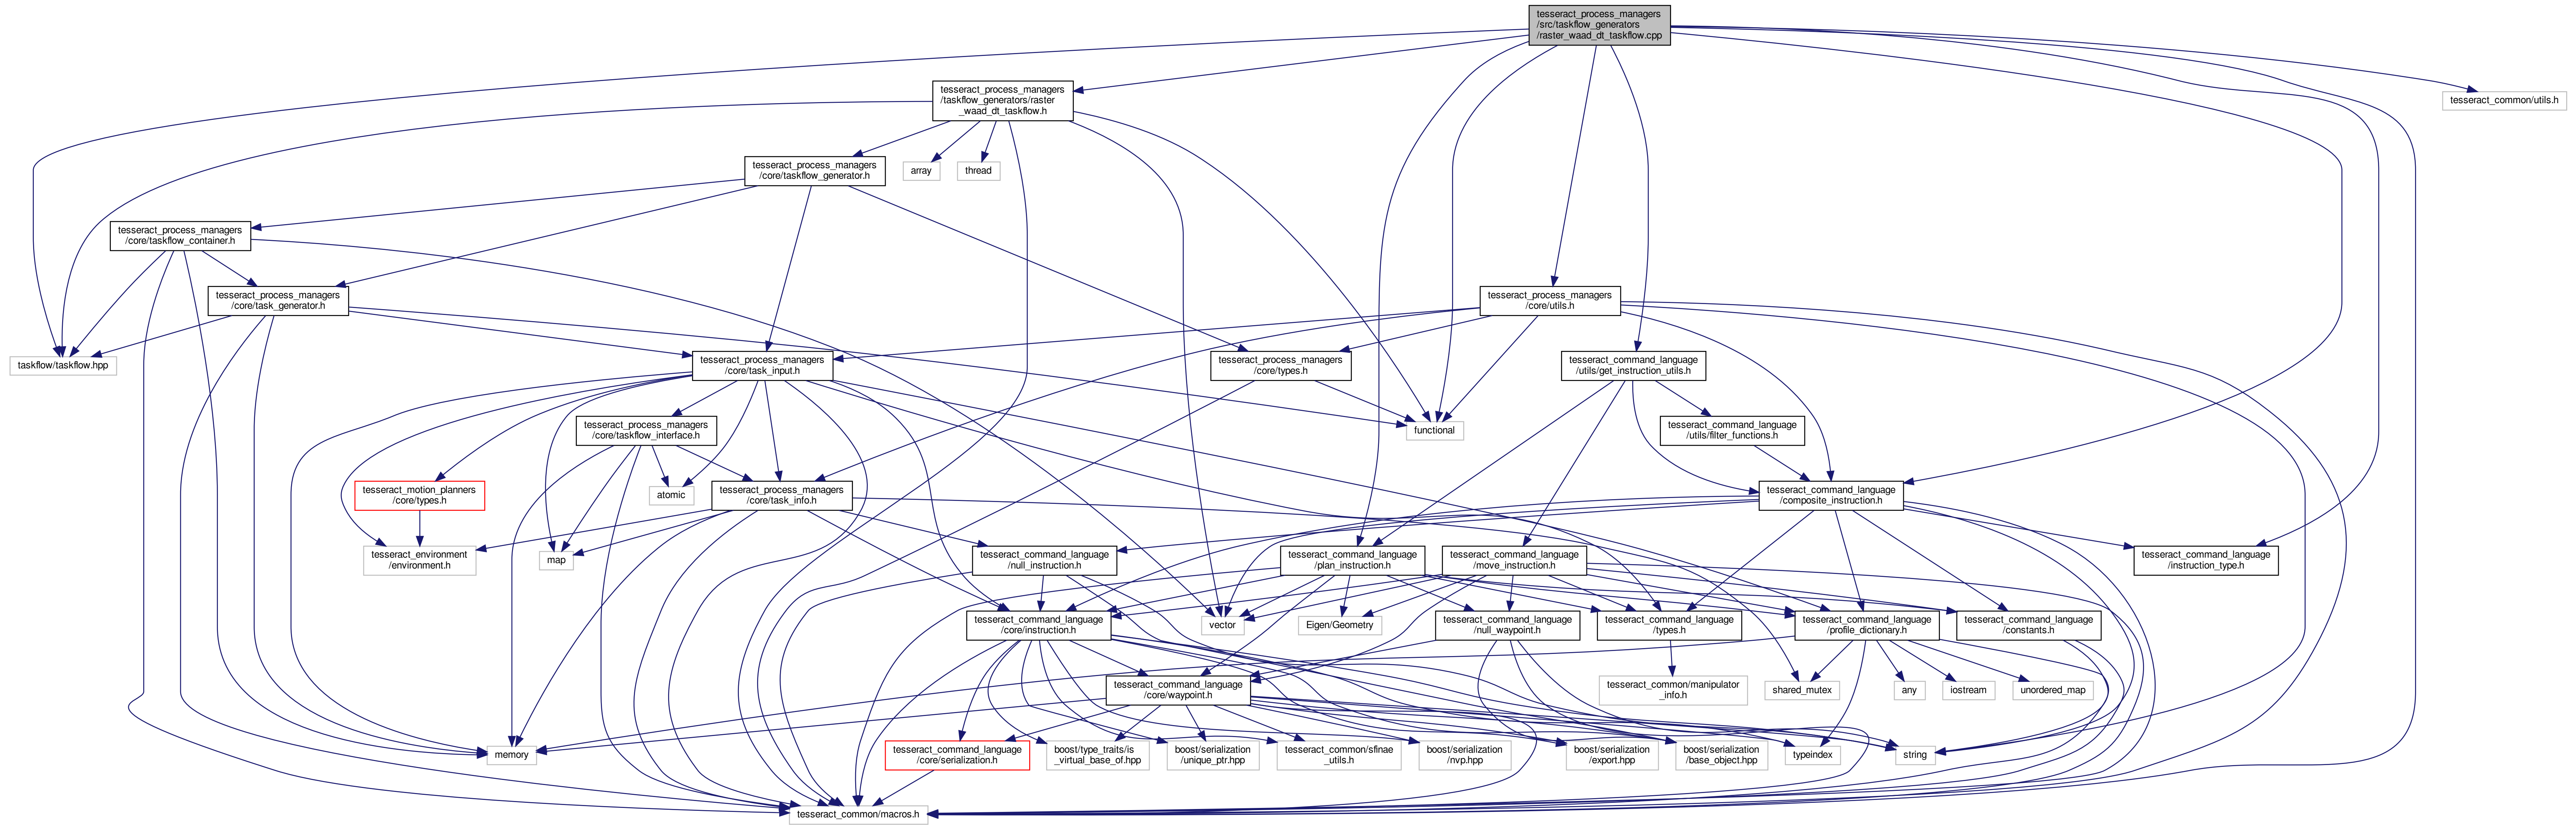 tesseract_process_managers
/src/taskflow_generators
/raster_waad_dt_taskflow.cpp
tesseract_process_managers
/taskflow_generators/raster
_waad_dt_taskflow.h
tesseract_common/utils.h
tesseract_process_managers
/core/taskflow_generator.h
array
thread
tesseract_process_managers
/core/taskflow_container.h
tesseract_process_managers
/core/task_generator.h
tesseract_process_managers
/core/utils.h
taskflow/taskflow.hpp
tesseract_process_managers
/core/task_input.h
tesseract_process_managers
/core/types.h
tesseract_command_language
/utils/get_instruction_utils.h
tesseract_process_managers
/core/taskflow_interface.h
functional
tesseract_command_language
/utils/filter_functions.h
tesseract_motion_planners
/core/types.h
atomic
tesseract_process_managers
/core/task_info.h
tesseract_command_language
/composite_instruction.h
tesseract_environment
/environment.h
map
tesseract_command_language
/null_instruction.h
tesseract_command_language
/plan_instruction.h
tesseract_command_language
/move_instruction.h
tesseract_command_language
/instruction_type.h
tesseract_command_language
/core/instruction.h
vector
Eigen/Geometry
tesseract_command_language
/null_waypoint.h
tesseract_command_language
/types.h
tesseract_command_language
/profile_dictionary.h
tesseract_command_language
/constants.h
tesseract_command_language
/core/waypoint.h
tesseract_common/manipulator
_info.h
shared_mutex
any
iostream
unordered_map
memory
tesseract_command_language
/core/serialization.h
boost/type_traits/is
_virtual_base_of.hpp
boost/serialization
/unique_ptr.hpp
tesseract_common/sfinae
_utils.h
boost/serialization
/nvp.hpp
boost/serialization
/export.hpp
boost/serialization
/base_object.hpp
typeindex
string
tesseract_common/macros.h